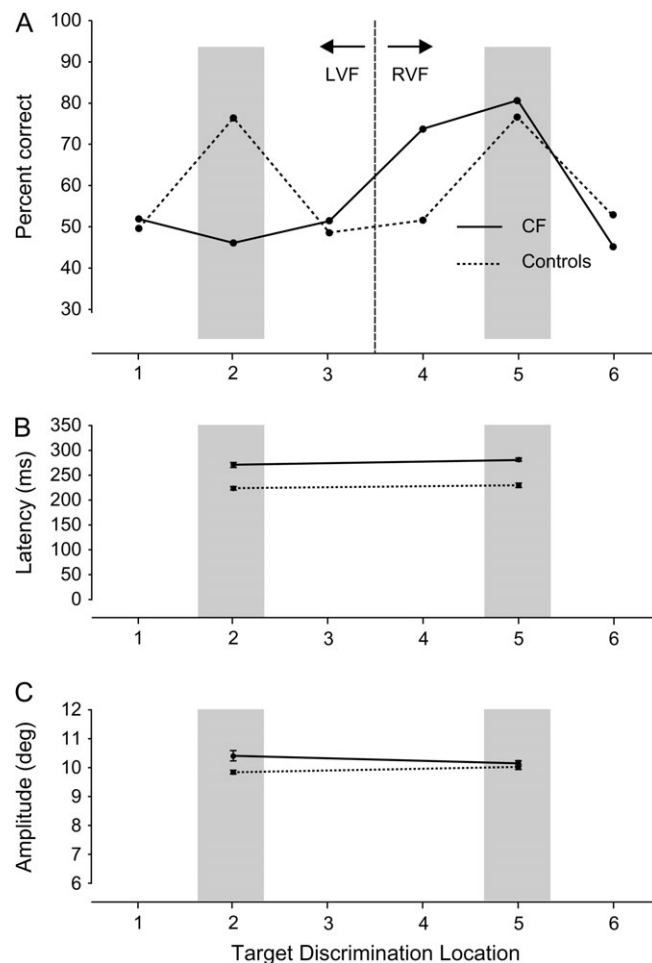 A
100
90
80
70
60
50
40
30
Percent correct
LVF RVF
CF
Controls
1 2 3 4 5 6
B
350
300
250
200
150
100
50
0
Latency (ms)
1 2 3 4 5 6
C
12
11
10
9
8
7
6
Amplitude (deg)
1 2 3 4 5 6
Target Discrimination Location